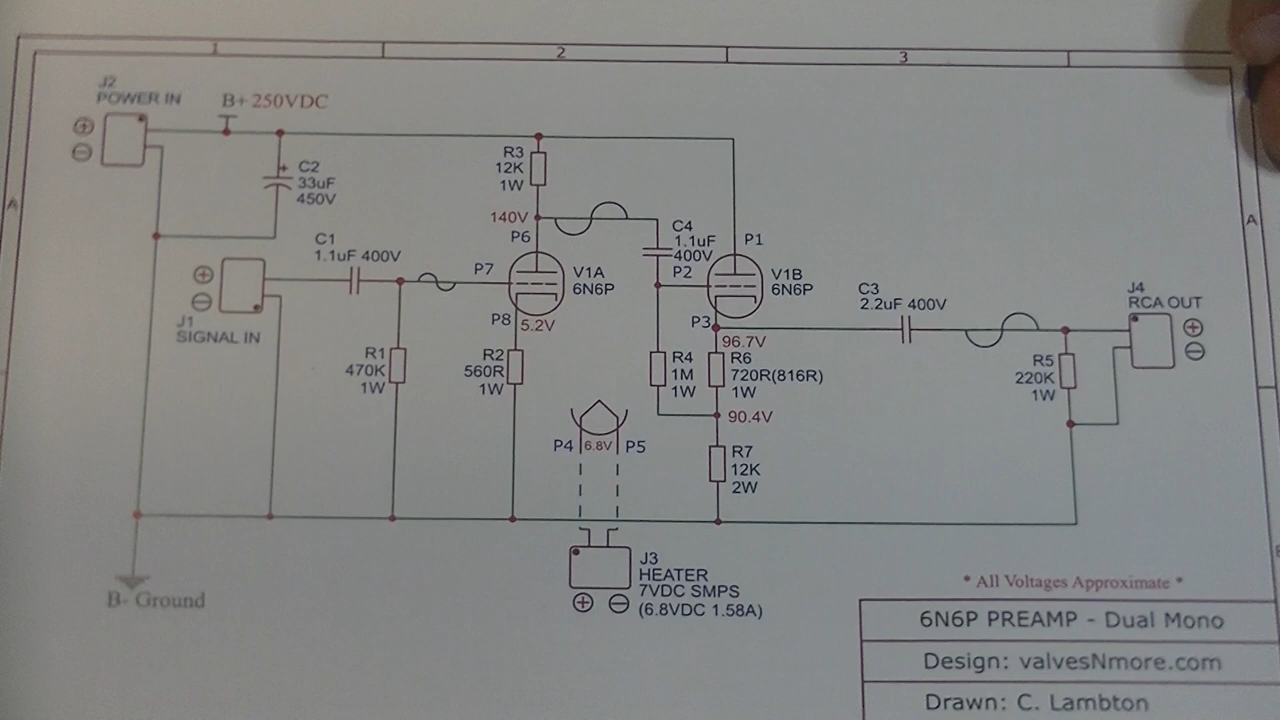 1
2
3
J2
POWER IN
B+ 250VDC
+
C2
33uF
450V
R3
12K
1W
140V
P6
C4
1.1uF
400V
P1
A
A
C1
1.1uF 400V
P7
V1A
6N6P
P2
V1B
6N6P
J1
SIGNAL IN
P8
5.2V
P3
96.7V
C3
2.2uF 400V
J4
RCA OUT
R1
470K
1W
R2
560R
1W
R4
1M
1W
R6
720R(816R)
1W
R5
220K
1W
90.4V
P4
6.8V
P5
R7
12K
2W
J3
HEATER
7VDC SMPS
(6.8VDC 1.58A)
B- Ground
* All Voltages Approximate *
6N6P PREAMP - Dual Mono
Design: valvesNmore.com
Drawn: C. Lambton